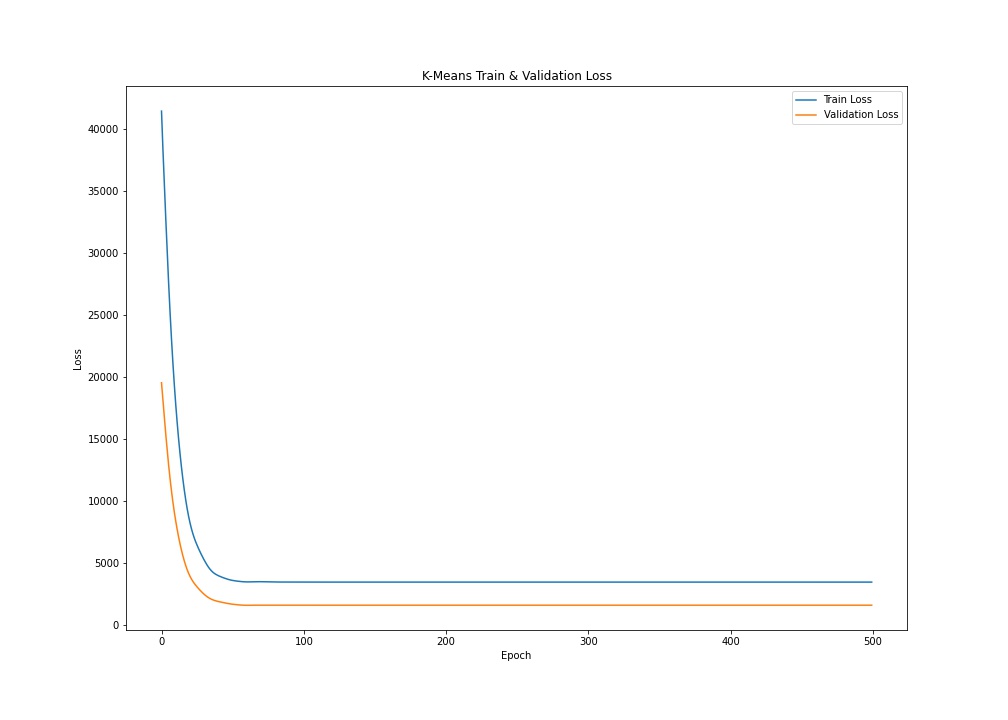 K-Means Train & Validation Loss
Train Loss
Validation Loss
40000
35000
30000
25000
20000
15000
10000
5000
0
Loss
0 100 200 300 400 500
Epoch